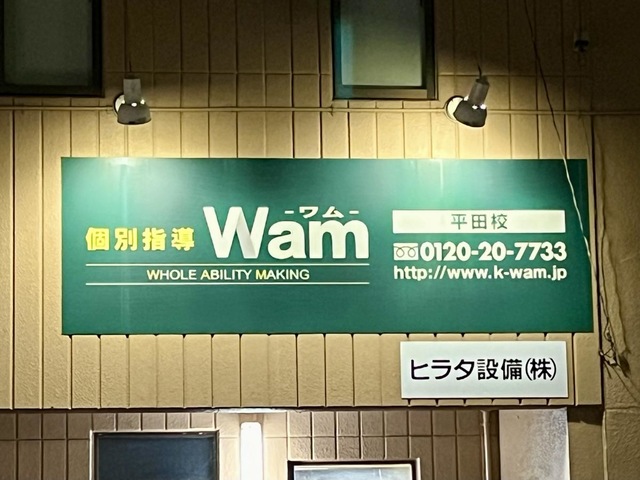 個別指導 Wam
-ワム-
WHOLE ABILITY MAKING
平田校
0120-20-7733
http://www.k-wam.jp
ヒラタ設備(株)